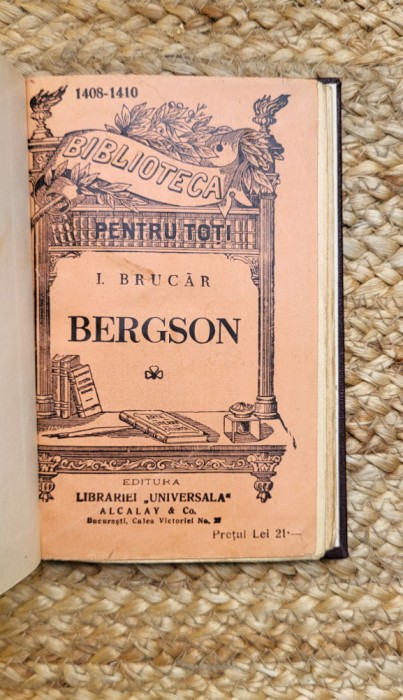 1408-1410
BIBLIOTECA
PENTRU TOȚI
I. BRUCĂR
BERGSON
EDITURA
LIBRĂRIEI „UNIVERSALA"
ALCALAY & Co.
București, Calea Victoriei No. 27
Prețul Lei 21·—